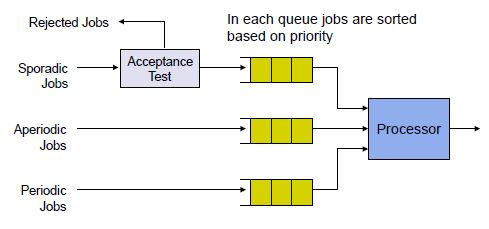 Rejected Jobs
In each queue jobs are sorted
based on priority
Sporadic
Jobs
Acceptance
Test
Aperiodic
Jobs
Processor
Periodic
Jobs